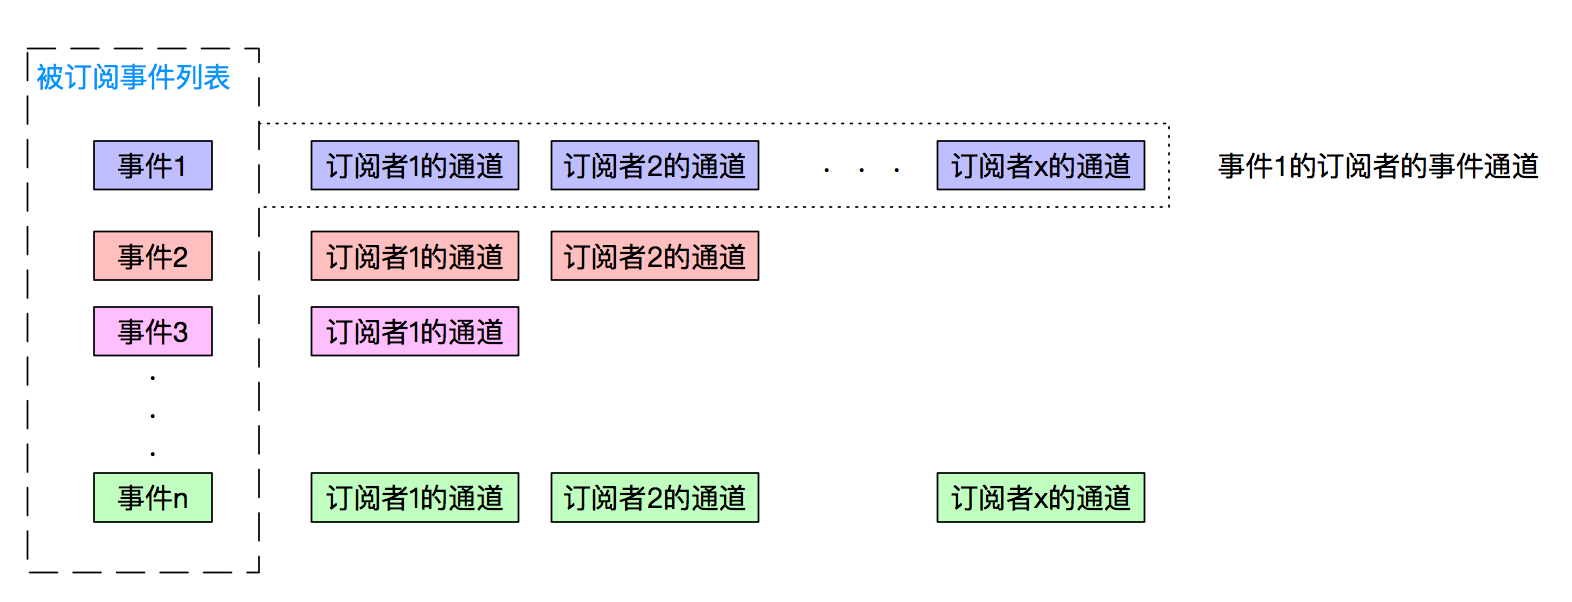 被订阅事件列表
事件1 订阅者1的通道 订阅者2的通道 · · · 订阅者x的通道 事件1的订阅者的事件通道
事件2 订阅者1的通道 订阅者2的通道
事件3 订阅者1的通道
·
·
·
事件n 订阅者1的通道 订阅者2的通道 订阅者x的通道